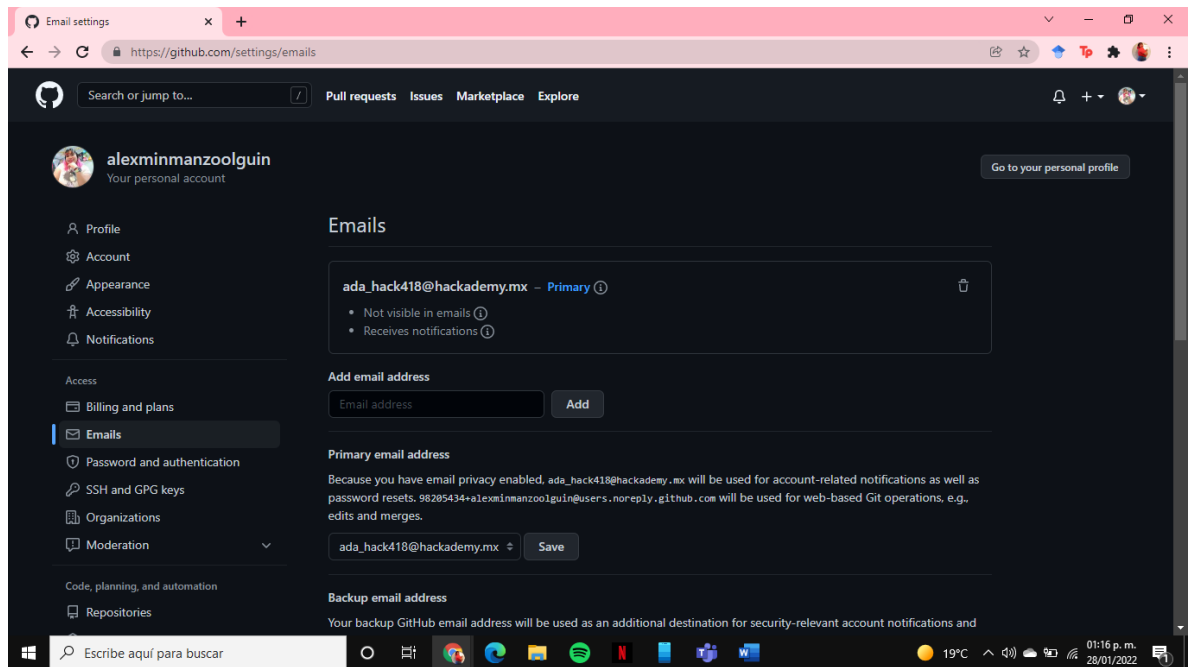 Email settings
https://github.com/settings/emails
Tp
Search or jump to...
/
Pull requests Issues Marketplace Explore
alexminmanzoolguin
Your personal account
Go to your personal profile
Profile
Account
Appearance
Accessibility
Notifications
Access
Billing and plans
Emails
Password and authentication
SSH and GPG keys
Organizations
Moderation
Code, planning, and automation
Repositories
Emails
ada_hack418@hackademy.mx – Primary
Not visible in emails
Receives notifications
Add email address
Email address
Add
Primary email address
Because you have email privacy enabled, ada_hack418@hackademy.mx will be used for account-related notifications as well as
password resets. 98205434+alexminmanzoolguin@users.noreply.github.com will be used for web-based Git operations, e.g.,
edits and merges.
ada_hack418@hackademy.mx
Save
Backup email address
Your backup GitHub email address will be used as an additional destination for security-relevant account notifications and
Escribe aquí para buscar
N
W
19°C
01:16 p. m.
28/01/2022
1